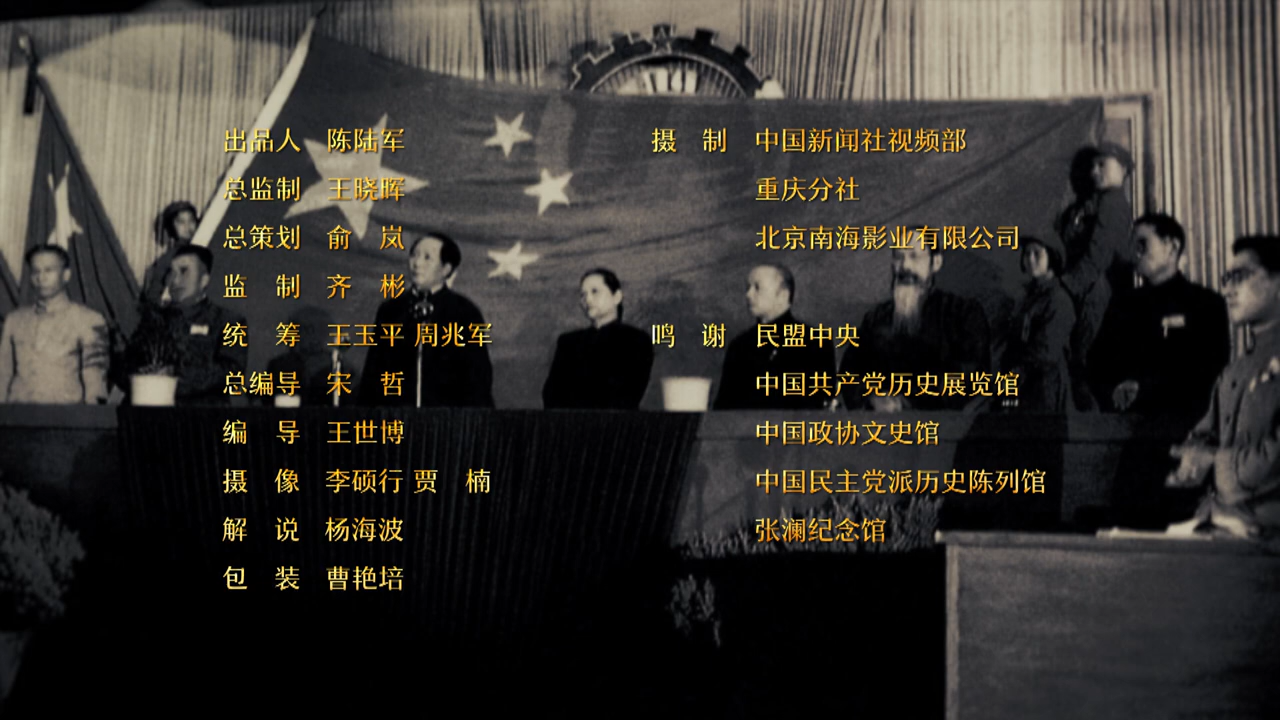 出品人 陈陆军
总监制 王晓晖
总策划 俞 岚
监 制 齐 彬
统 筹 王玉平 周兆军
总编导 宋 哲
编 导 王世博
摄 像 李硕行 贾 楠
解 说 杨海波
包 装 曹艳培
摄 制 中国新闻社视频部
重庆分社
北京南海影业有限公司
鸣 谢 民盟中央
中国共产党历史展览馆
中国政协文史馆
中国民主党派历史陈列馆
张澜纪念馆